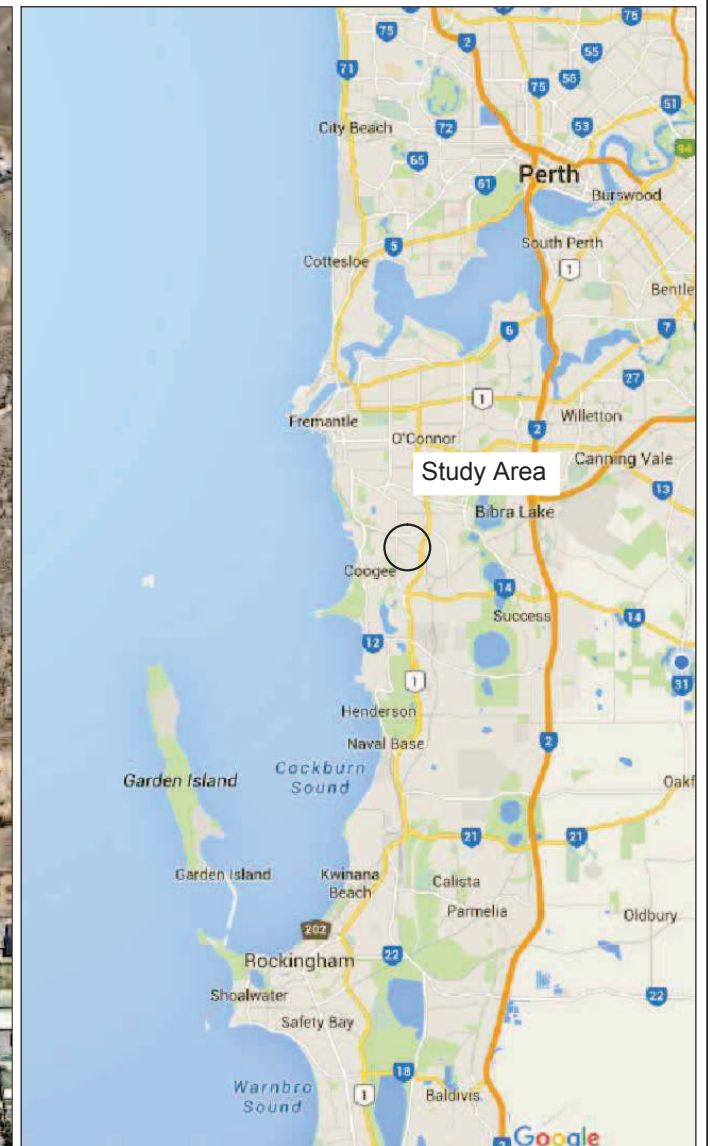 76
75
2
55
71
75
56
51
City Beach
72
53
65
94
Perth
61
Burswood
5
South Perth
Cottesloe
1
Bentle
6
7
27
1
Fremantle
Willetton
2
O'Connor
Canning Vale
Study Area
13
Bibra Lake
Coogee
14
Success
14
12
31
1
Henderson
2
Naval Base
Cockburn
Sound
Garden Island
Oakf
21
21
Garden Island
Kwinana
Beach
Calista
Parmelia
Oldbury
202
22
Rockingham
Shoalwater
22
Safety Bay
18
Warnbro
Sound
1
Baldivis
Google